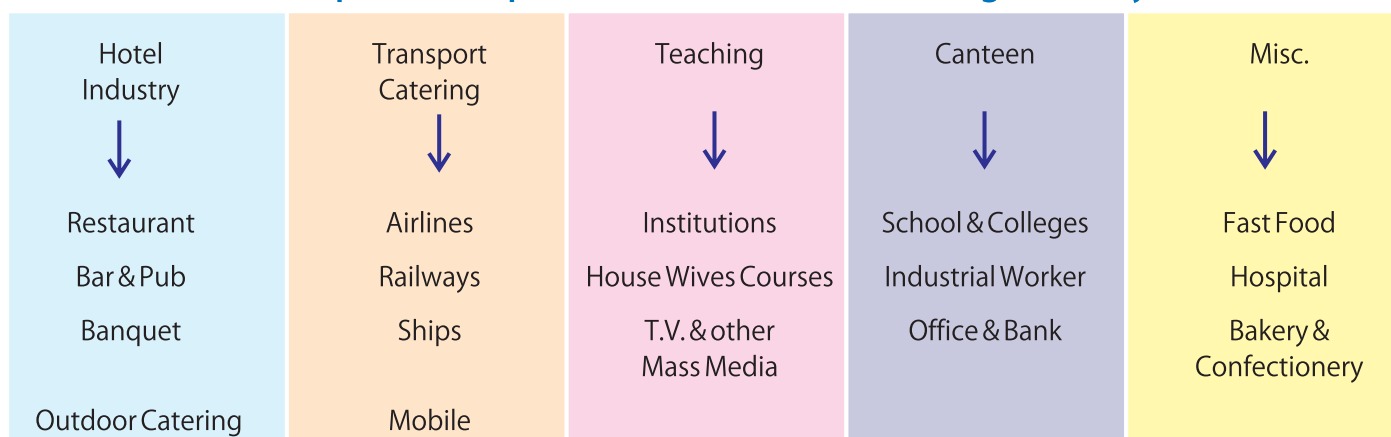 Hotel
Industry
Restaurant
Bar & Pub
Banquet
Outdoor Catering
Transport
Catering
Airlines
Railways
Ships
Mobile
Teaching
Institutions
House Wives Courses
T.V. & other
Mass Media
Canteen
School & Colleges
Industrial Worker
Office & Bank
Misc.
Fast Food
Hospital
Bakery &
Confectionery